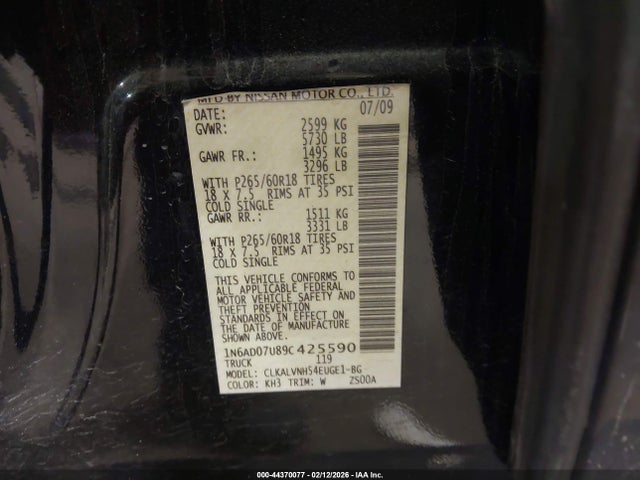 MFD BY NISSAN MOTOR CO., LTD.
DATE: 07/09
GVWR: 2599 KG
5730 LB
GAWR FR.: 1495 KG
3296 LB
WITH P265/60R18 TIRES
18 X 7.5 RIMS AT 35 PSI
COLD SINGLE
GAWR RR.: 1511 KG
3331 LB
WITH P265/60R18 TIRES
18 X 7.5 RIMS AT 35 PSI
COLD SINGLE
THIS VEHICLE CONFORMS TO
ALL APPLICABLE FEDERAL
MOTOR VEHICLE SAFETY AND
THEFT PREVENTION
STANDARDS IN EFFECT ON
THE DATE OF MANUFACTURE
SHOWN ABOVE.
1N6AD07U89C425590
TRUCK 119
MODEL: CLKALVNH54EUGE1-BG
COLOR: KH3 TRIM: W ZS00A
000-44370077 - 02/12/2026 - IAA Inc.